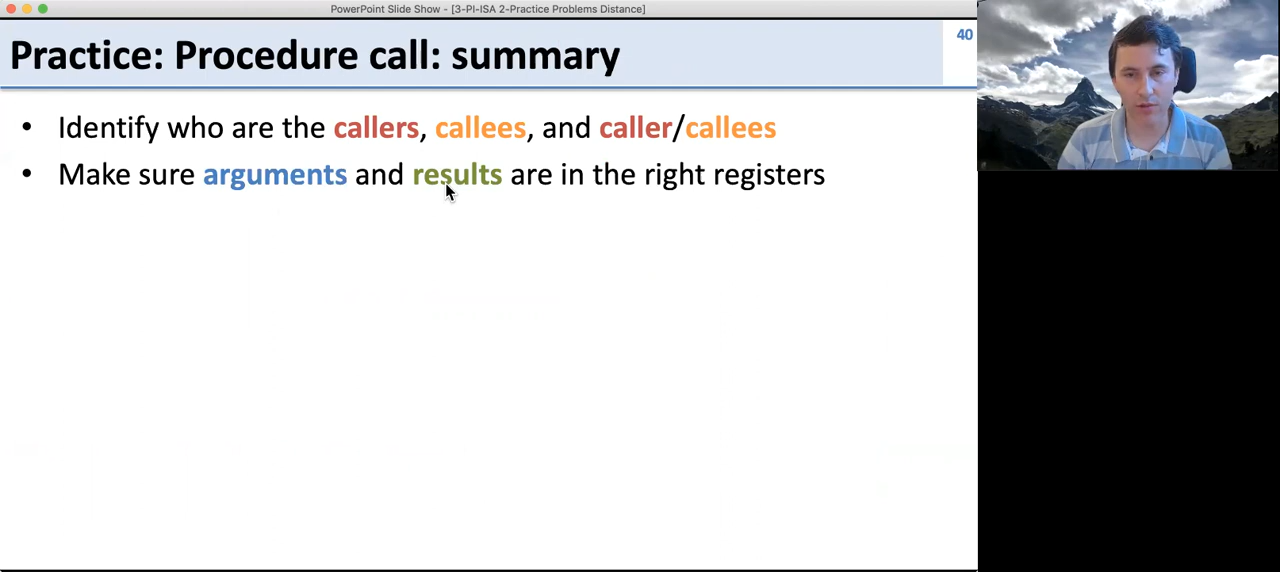 PowerPoint Slide Show - [3-PI-ISA 2-Practice Problems Distance]
Practice: Procedure call: summary
40
• Identify who are the callers, callees, and caller/callees
• Make sure arguments and results are in the right registers